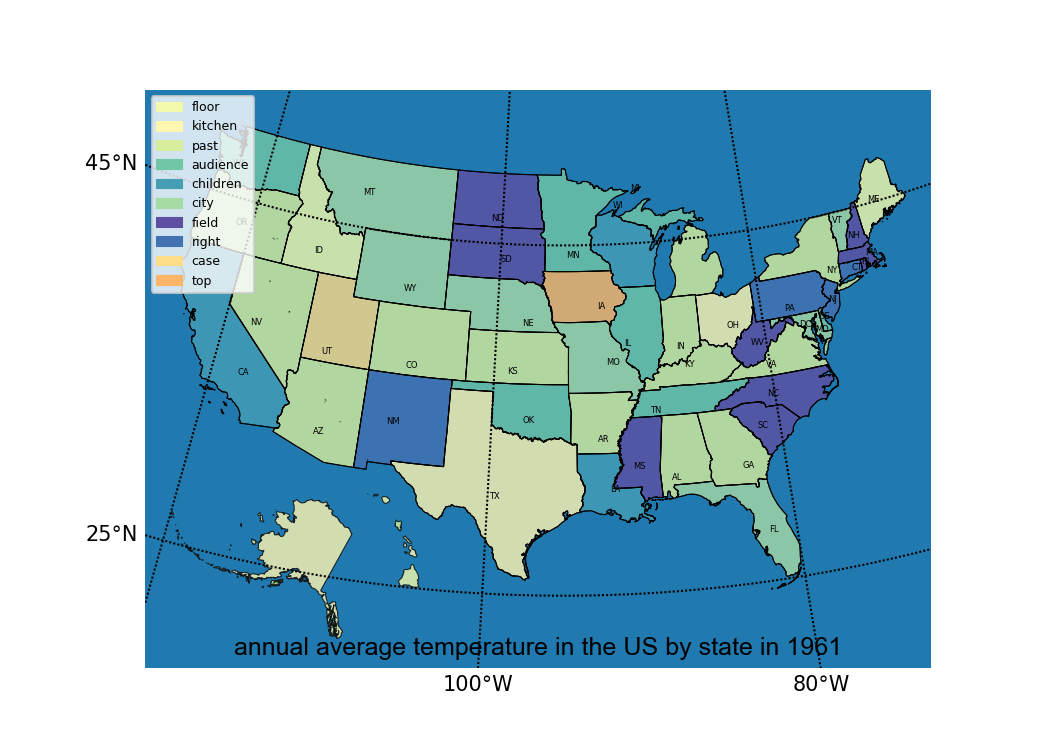 floor
kitchen
past
audience
children
city
field
right
case
top
45°N
25°N
100°W
80°W
OR
MT
ID
WY
NV
UT
CO
CA
AZ
NM
ND
SD
NE
KS
OK
TX
MN
IA
MO
AR
LA
WI
MI
IL
IN
KY
TN
MS
AL
GA
FL
SC
NC
VA
WV
OH
PA
NY
VT
NH
ME
MA
CT
RI
NJ
MD
DC
annual average temperature in the US by state in 1961